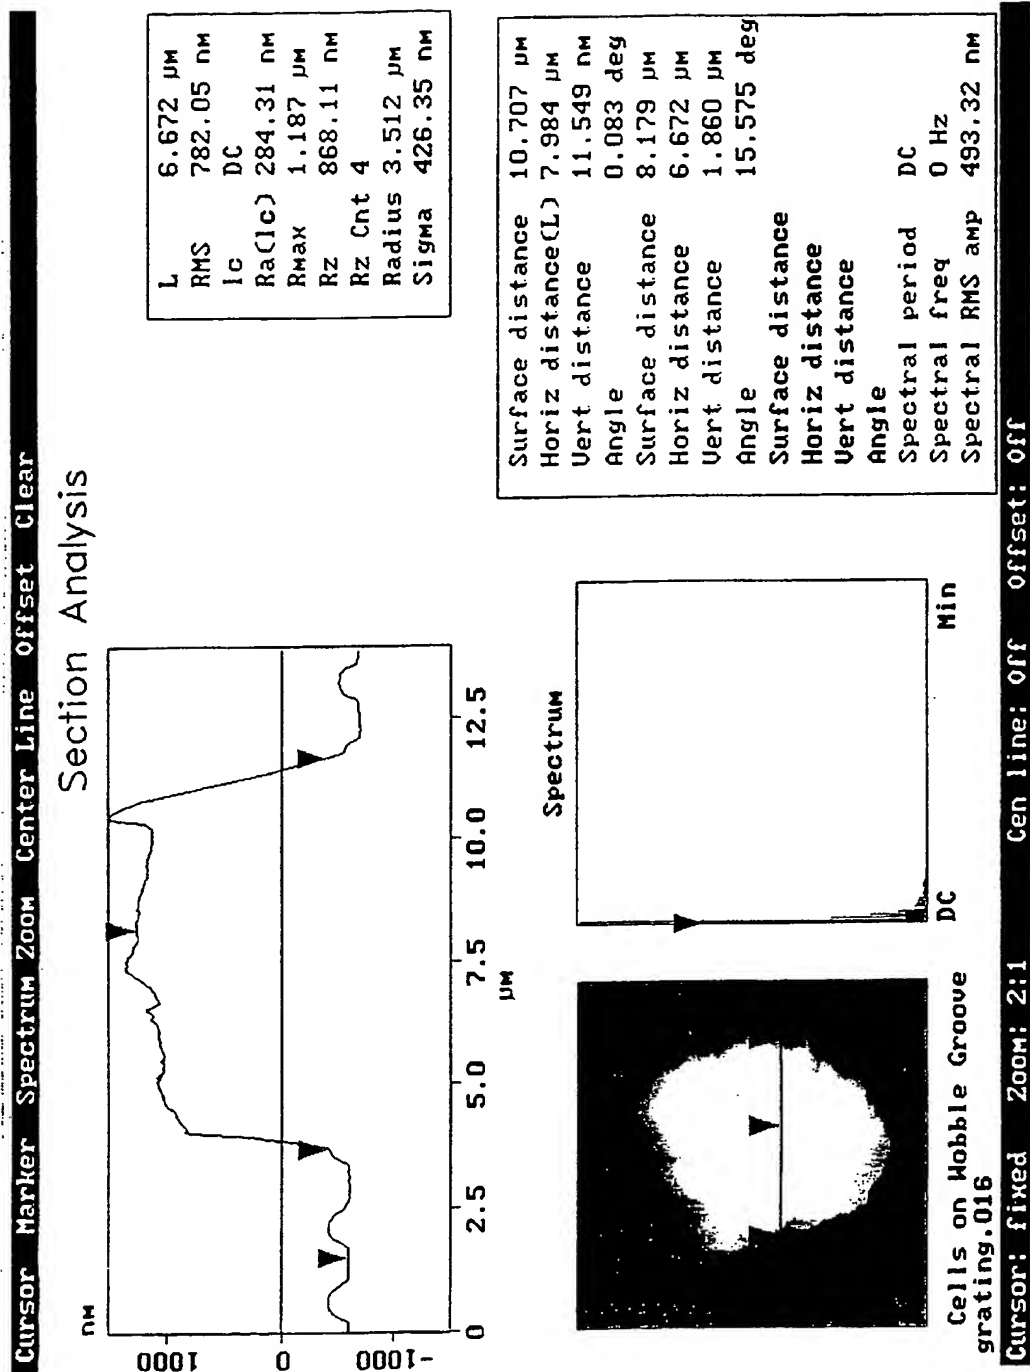 Cursor Marker Spectrum Zoom Center Line Offset Clear
Section Analysis
nM
1000
0
-1000
0 2.5 5.0 7.5 10.0 12.5
µM
L 6.672 µM
RMS 782.05 nM
lc DC
Ra(lc) 284.31 nM
RMax 1.187 µM
Rz 868.11 nM
Rz Cnt 4
Radius 3.512 µM
SigMa 426.35 nM
Spectrum
DC Min
Surface distance 10.707 µM
Horiz distance(L) 7.984 µM
Vert distance 11.549 nM
Angle 0.083 deg
Surface distance 8.179 µM
Horiz distance 6.672 µM
Vert distance 1.860 µM
Angle 15.575 deg
Surface distance
Horiz distance
Vert distance
Angle
Spectral period DC
Spectral freq 0 Hz
Spectral RMS aMp 493.32 nM
Cells on Wobble Groove
grating.016
Cursor: fixed Zoom: 2:1 Cen line: Off Offset: Off